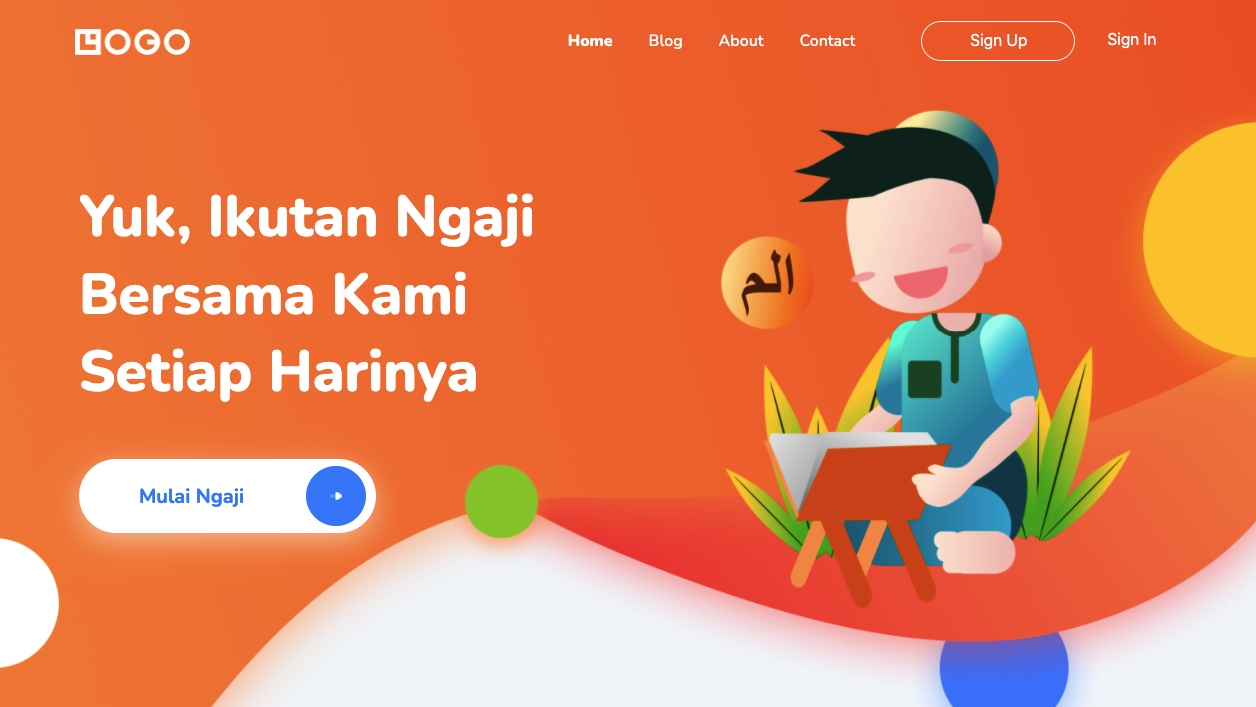 LOGO
Home
Blog
About
Contact
Sign Up
Sign In
Yuk, Ikutan Ngaji
Bersama Kami
Setiap Harinya
Mulai Ngaji
الم